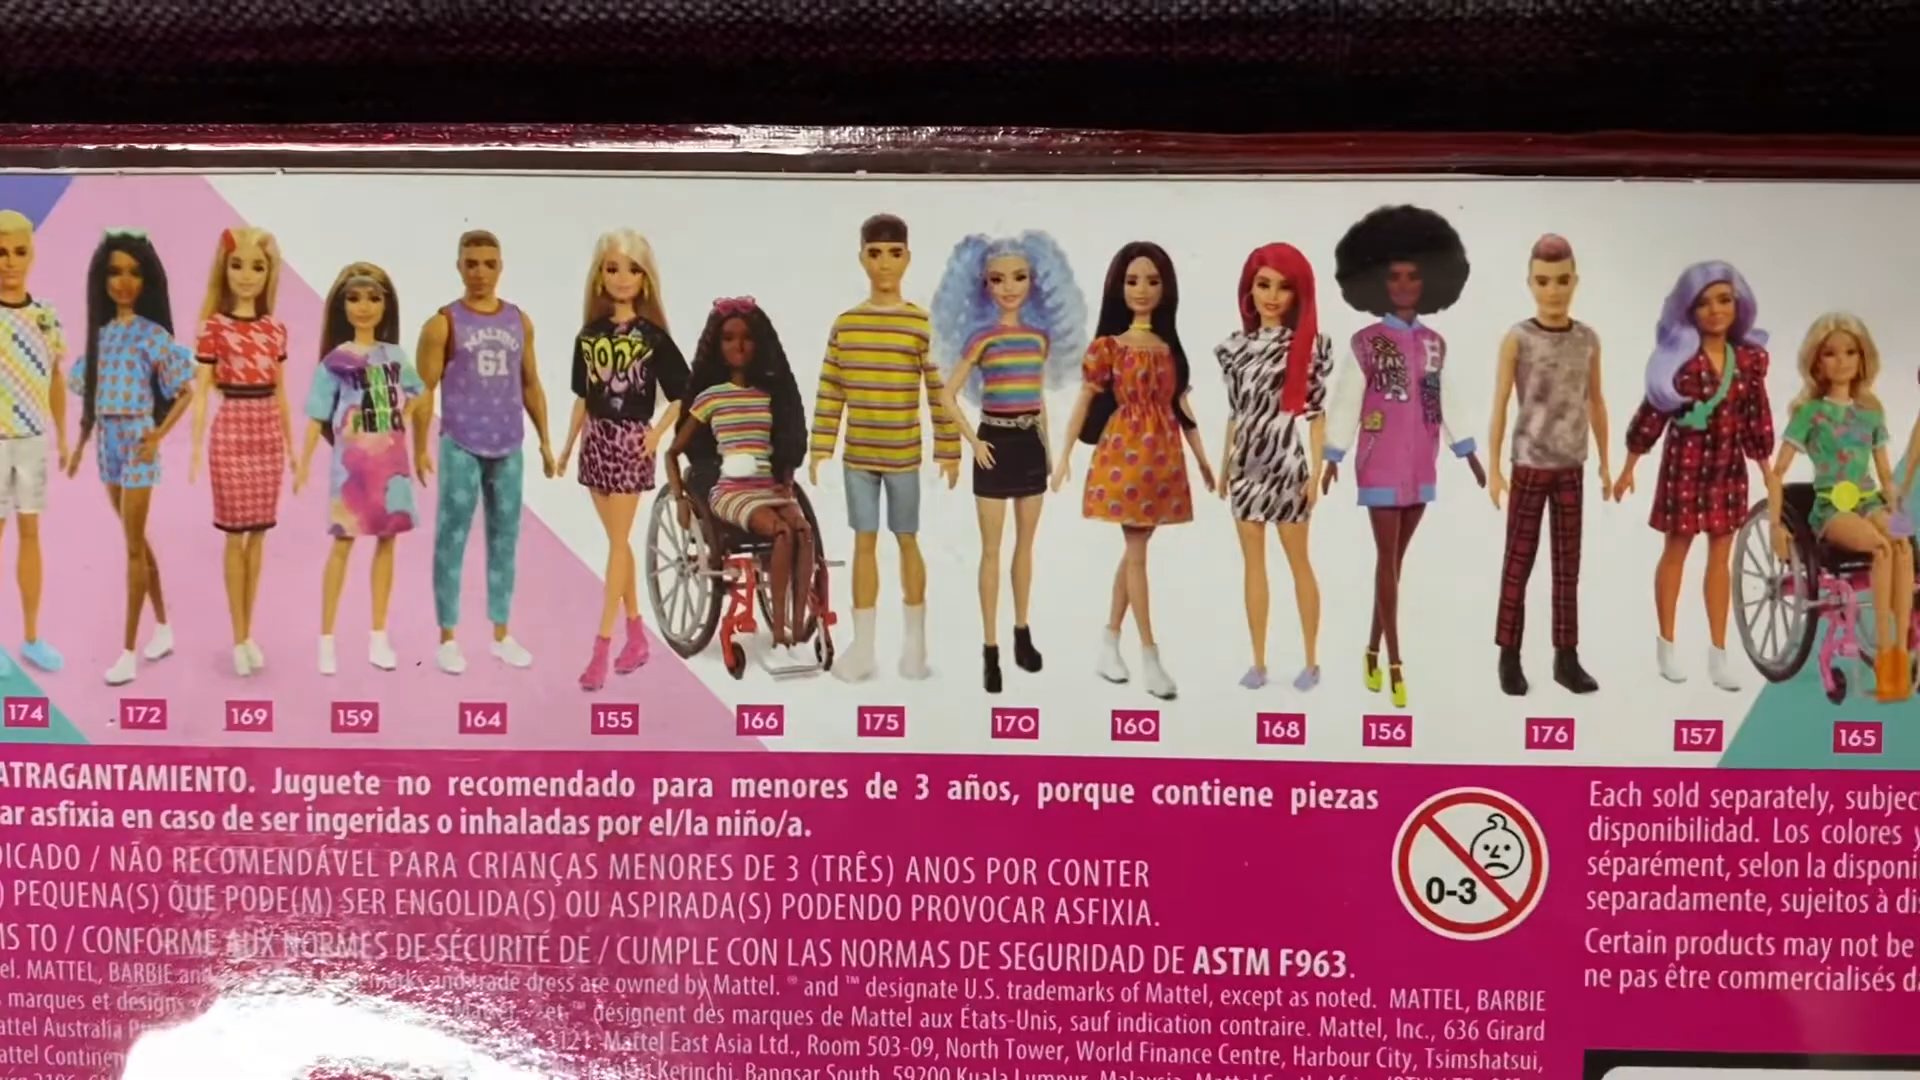 MALIBU
61
174 172 169 159 164 155 166 175 170 160 168 156 176 157 165
ATRAGANTAMIENTO. Juguete no recomendado para menores de 3 años, porque contiene piezas
ar asfixia en caso de ser ingeridas o inhaladas por el/la niño/a.
DICADO / NÃO RECOMENDÁVEL PARA CRIANÇAS MENORES DE 3 (TRÊS) ANOS POR CONTER
) PEQUENA(S) QUE PODE(M) SER ENGOLIDA(S) OU ASPIRADA(S) PODENDO PROVOCAR ASFIXIA.
MS TO / CONFORME AUX NORMES DE SÉCURITÉ DE / CUMPLE CON LAS NORMAS DE SEGURIDAD DE ASTM F963.
el. MATTEL, BARBIE and trade dress are owned by Mattel. ® and ™ designate U.S. trademarks of Mattel, except as noted. MATTEL, BARBIE
marques et designs désignent des marques de Mattel aux États-Unis, sauf indication contraire. Mattel, Inc., 636 Girard
attel Australia 3121. Mattel East Asia Ltd., Room 503-09, North Tower, World Finance Centre, Harbour City, Tsimshatsui,
attel Kerinchi, Bangsar South, 59200 Kuala Lumpur, Malaysia.
0-3
Each sold separately, subjec
disponibilidad. Los colores y
séparément, selon la disponi
separadamente, sujeitos à di
Certain products may not be
ne pas être commercialisés da